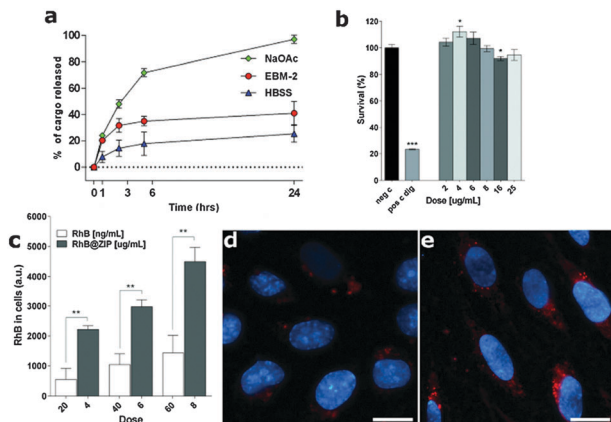 a
% of cargo released
100
80
60
40
20
0
NaOAc
EBM-2
HBSS
0 1 3 6 24
Time (hrs)
b
Survival (%)
120
100
80
60
40
20
0
***
*
*
neg c
pos c dig
2
4
6
8
16
25
Dose [ug/mL]
c
RhB in cells (a.u.)
6000
5000
4000
3000
2000
1000
0
RhB [ng/mL]
RhB@ZIP [ug/mL]
**
**
**
20
4
40
6
60
8
Dose
d
e